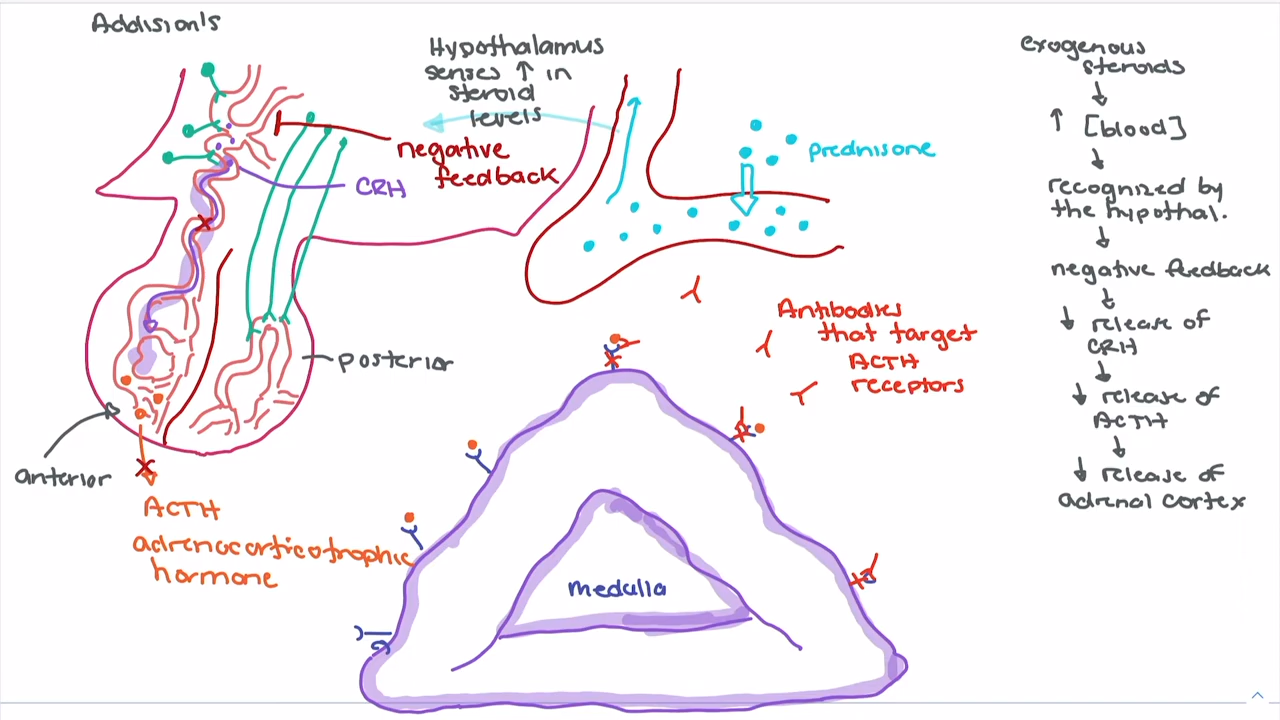 Addision's
Hypothalamus
senses ↑ in
steroid
levels
negative
feedback
CRH
prednisone
Antibodies
that target
ACTH
receptors
posterior
anterior
ACTH
adrenocorticotrophic
hormone
medulla
exogenous
steroids
↓
↑ [blood]
↓
recognized by
the hypothal.
↓
negative feedback
↓
↓ release of
CRH
↓
↓ release of
ACTH
↓
↓ release of
adrenal cortex